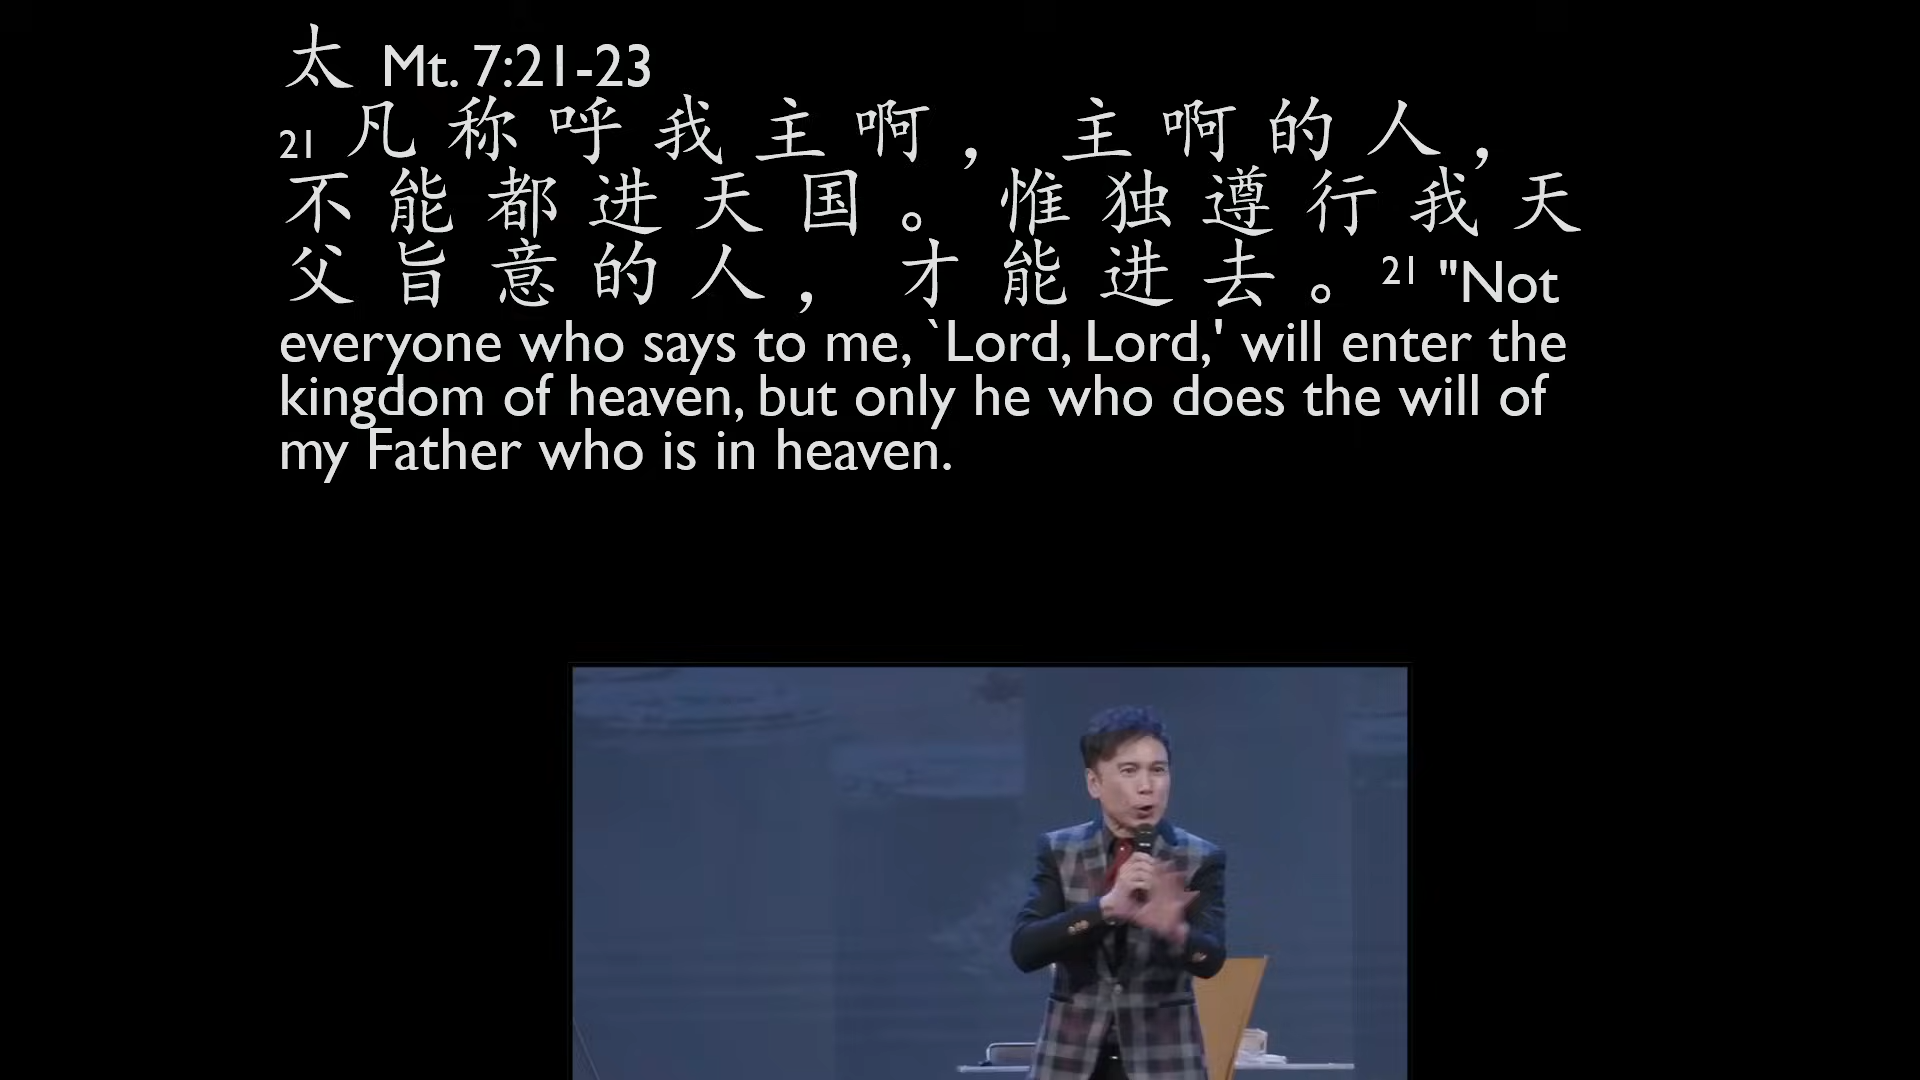 太 Mt. 7:21-23
21 凡 称 呼 我 主 啊 ， 主 啊 的 人 ，
不 能 都 进 天 国 。 惟 独 遵 行 我 天
父 旨 意 的 人 ， 才 能 进 去 。 21 "Not
everyone who says to me, `Lord, Lord,' will enter the
kingdom of heaven, but only he who does the will of
my Father who is in heaven.